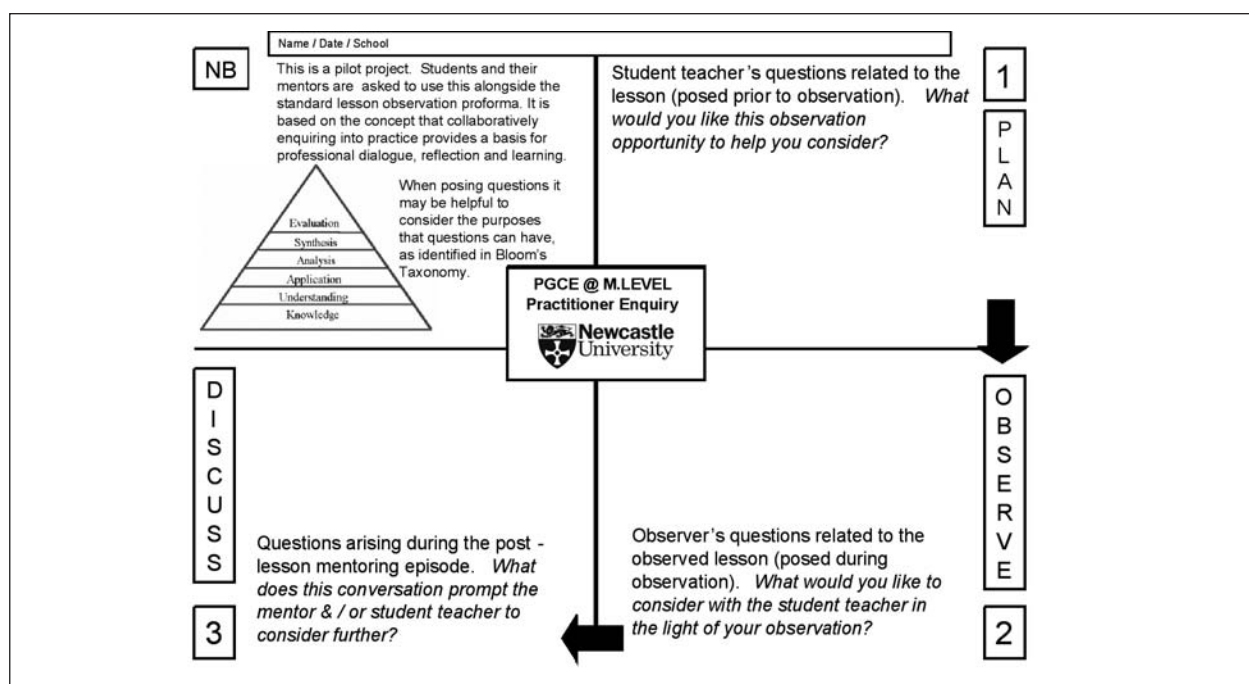 Name / Date / School
NB
This is a pilot project. Students and their
mentors are asked to use this alongside the
standard lesson observation proforma. It is
based on the concept that collaboratively
enquiring into practice provides a basis for
professional dialogue, reflection and learning.
When posing questions it
may be helpful to
consider the purposes
that questions can have,
as identified in Bloom's
Taxonomy.
Evaluation
Synthesis
Analysis
Application
Understanding
Knowledge
Student teacher's questions related to the
lesson (posed prior to observation). What
would you like this observation
opportunity to help you consider?
1
PLAN
PGCE @ M.LEVEL
Practitioner Enquiry
Newcastle
University
OBSERVE
2
Observer's questions related to the
observed lesson (posed during
observation). What would you like to
consider with the student teacher in
the light of your observation?
DISCUSS
3
Questions arising during the post -
lesson mentoring episode. What
does this conversation prompt the
mentor & / or student teacher to
consider further?